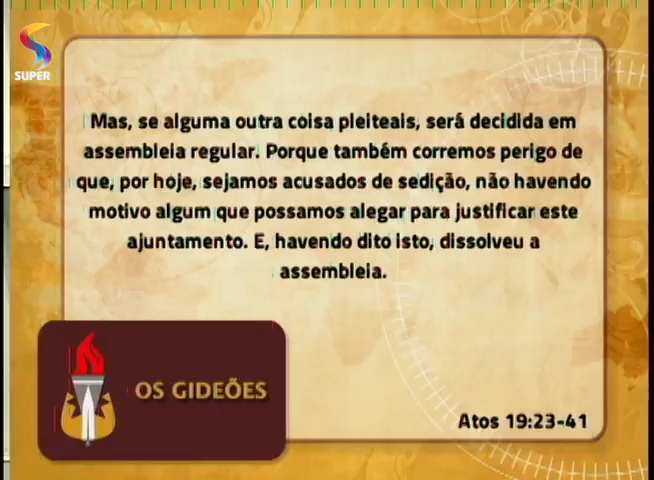 SUPER
Mas, se alguma outra coisa pleiteais, será decidida em
assembleia regular. Porque também corremos perigo de
que, por hoje, sejamos acusados de sedição, não havendo
motivo algum que possamos alegar para justificar este
ajuntamento. E, havendo dito isto, dissolveu a
assembleia.
OS GIDEÕES
Atos 19:23-41